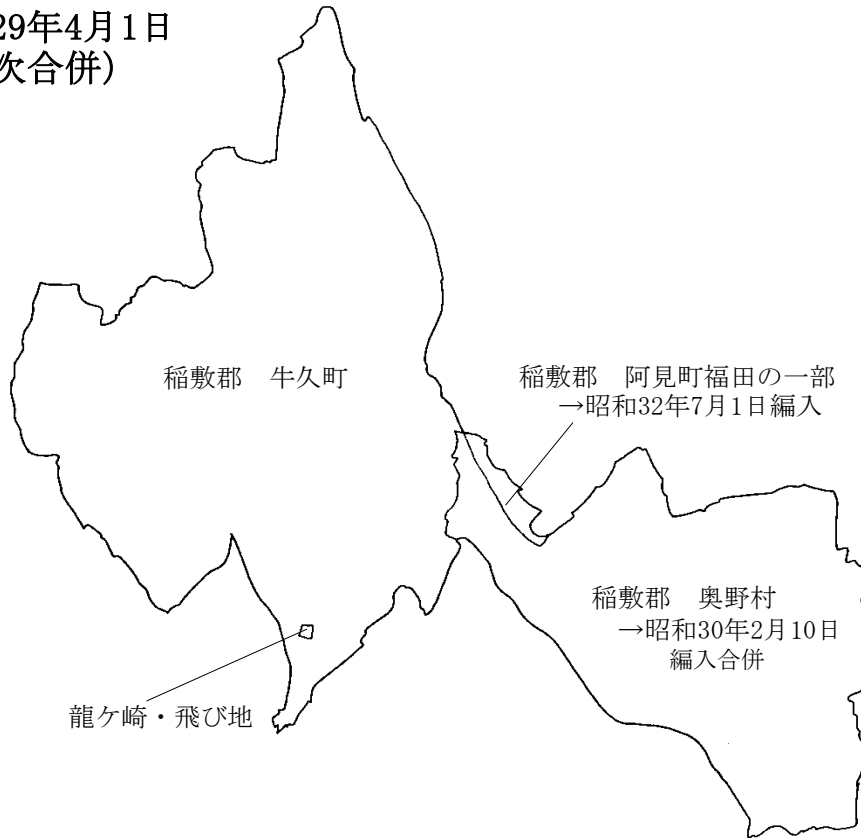 29年4月1日
次合併）
稲敷郡　牛久町
稲敷郡　阿見町福田の一部
→昭和32年7月1日編入
稲敷郡　奥野村
→昭和30年2月10日
編入合併
龍ケ崎・飛び地